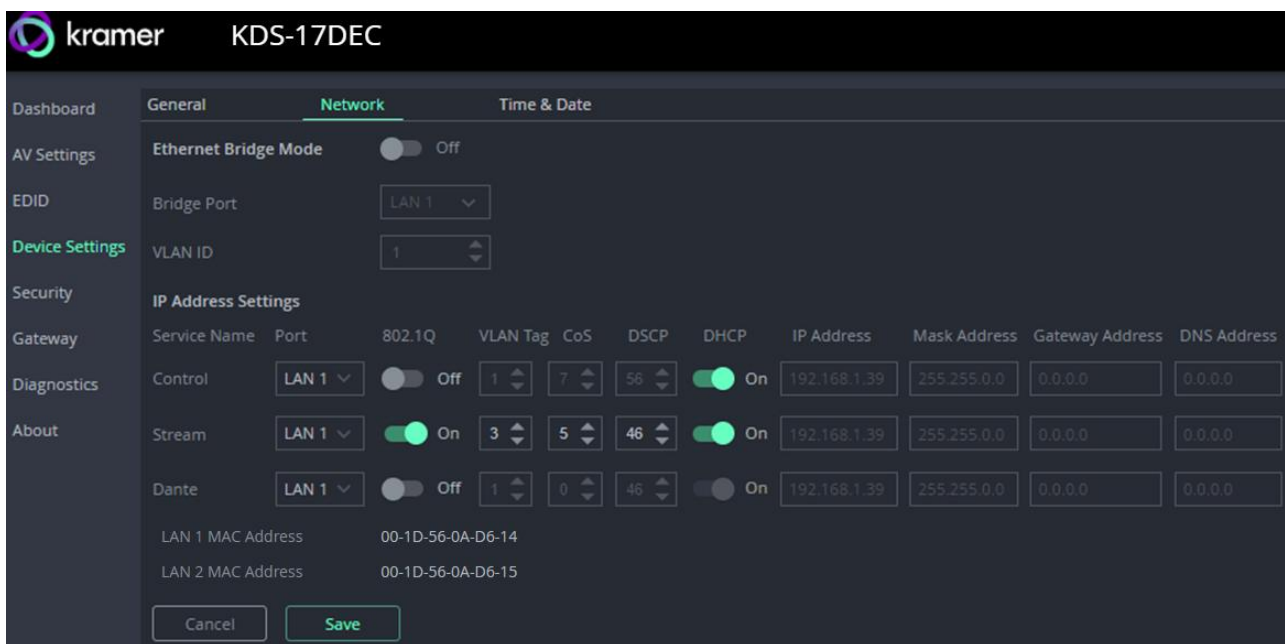 kramer KDS-17DEC
Dashboard
AV Settings
EDID
Device Settings
Security
Gateway
Diagnostics
About
General Network Time & Date
Ethernet Bridge Mode Off
Bridge Port LAN 1
VLAN ID 1
IP Address Settings
Service Name Port 802.1Q VLAN Tag CoS DSCP DHCP IP Address Mask Address Gateway Address DNS Address
Control LAN 1 Off 1 7 56 On 192.168.1.39 255.255.0.0 0.0.0.0 0.0.0.0
Stream LAN 1 On 3 5 46 On 192.168.1.39 255.255.0.0 0.0.0.0 0.0.0.0
Dante LAN 1 Off 1 0 46 On 192.168.1.39 255.255.0.0 0.0.0.0 0.0.0.0
LAN 1 MAC Address 00-1D-56-0A-D6-14
LAN 2 MAC Address 00-1D-56-0A-D6-15
Cancel Save